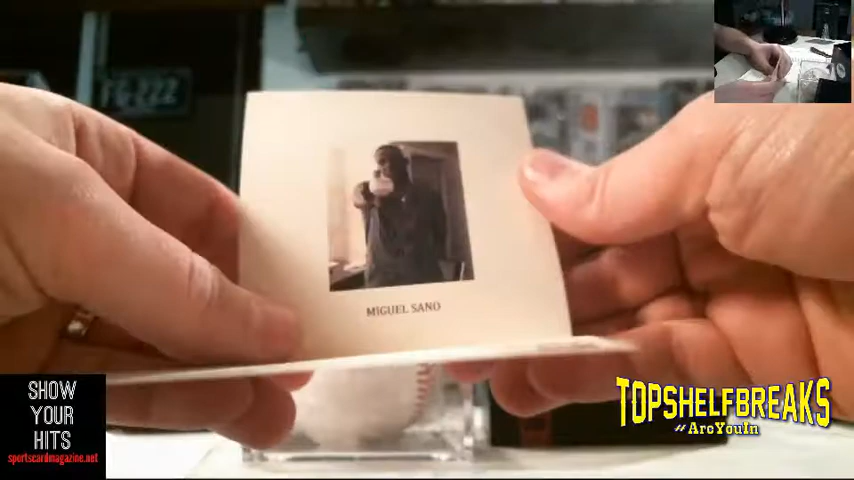 MIGUEL SANO
SHOW
YOUR
HITS
sportscardmagazine.net
TOPSHELFBREAKS
#AreYouIn